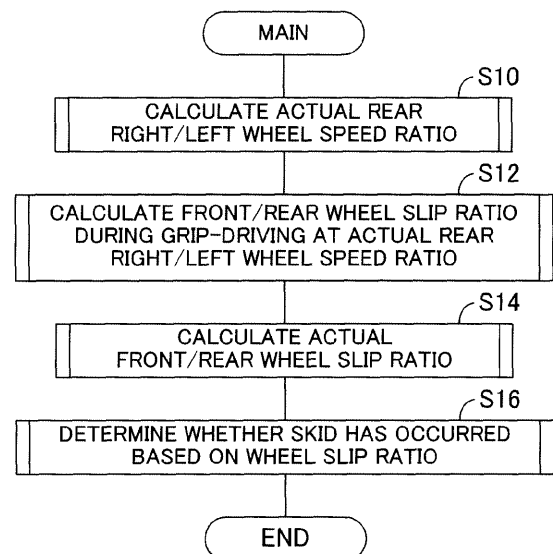 MAIN
S10
CALCULATE ACTUAL REAR
RIGHT/LEFT WHEEL SPEED RATIO
S12
CALCULATE FRONT/REAR WHEEL SLIP RATIO
DURING GRIP-DRIVING AT ACTUAL REAR
RIGHT/LEFT WHEEL SPEED RATIO
S14
CALCULATE ACTUAL
FRONT/REAR WHEEL SLIP RATIO
S16
DETERMINE WHETHER SKID HAS OCCURRED
BASED ON WHEEL SLIP RATIO
END